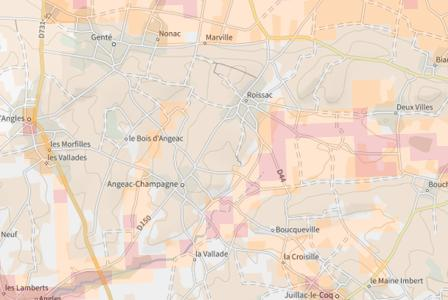 D731
Genté
Nonac
Marville
Roissac
Deux Villes
les Morfilles
le Bois d'Angeac
les Vallades
D44
Angeac-Champagne
D150
Boucqueville
Neuf
la Vallade
la Croisille
le Maine Imbert
les Lamberts
Juillac-le-Coq
Angles